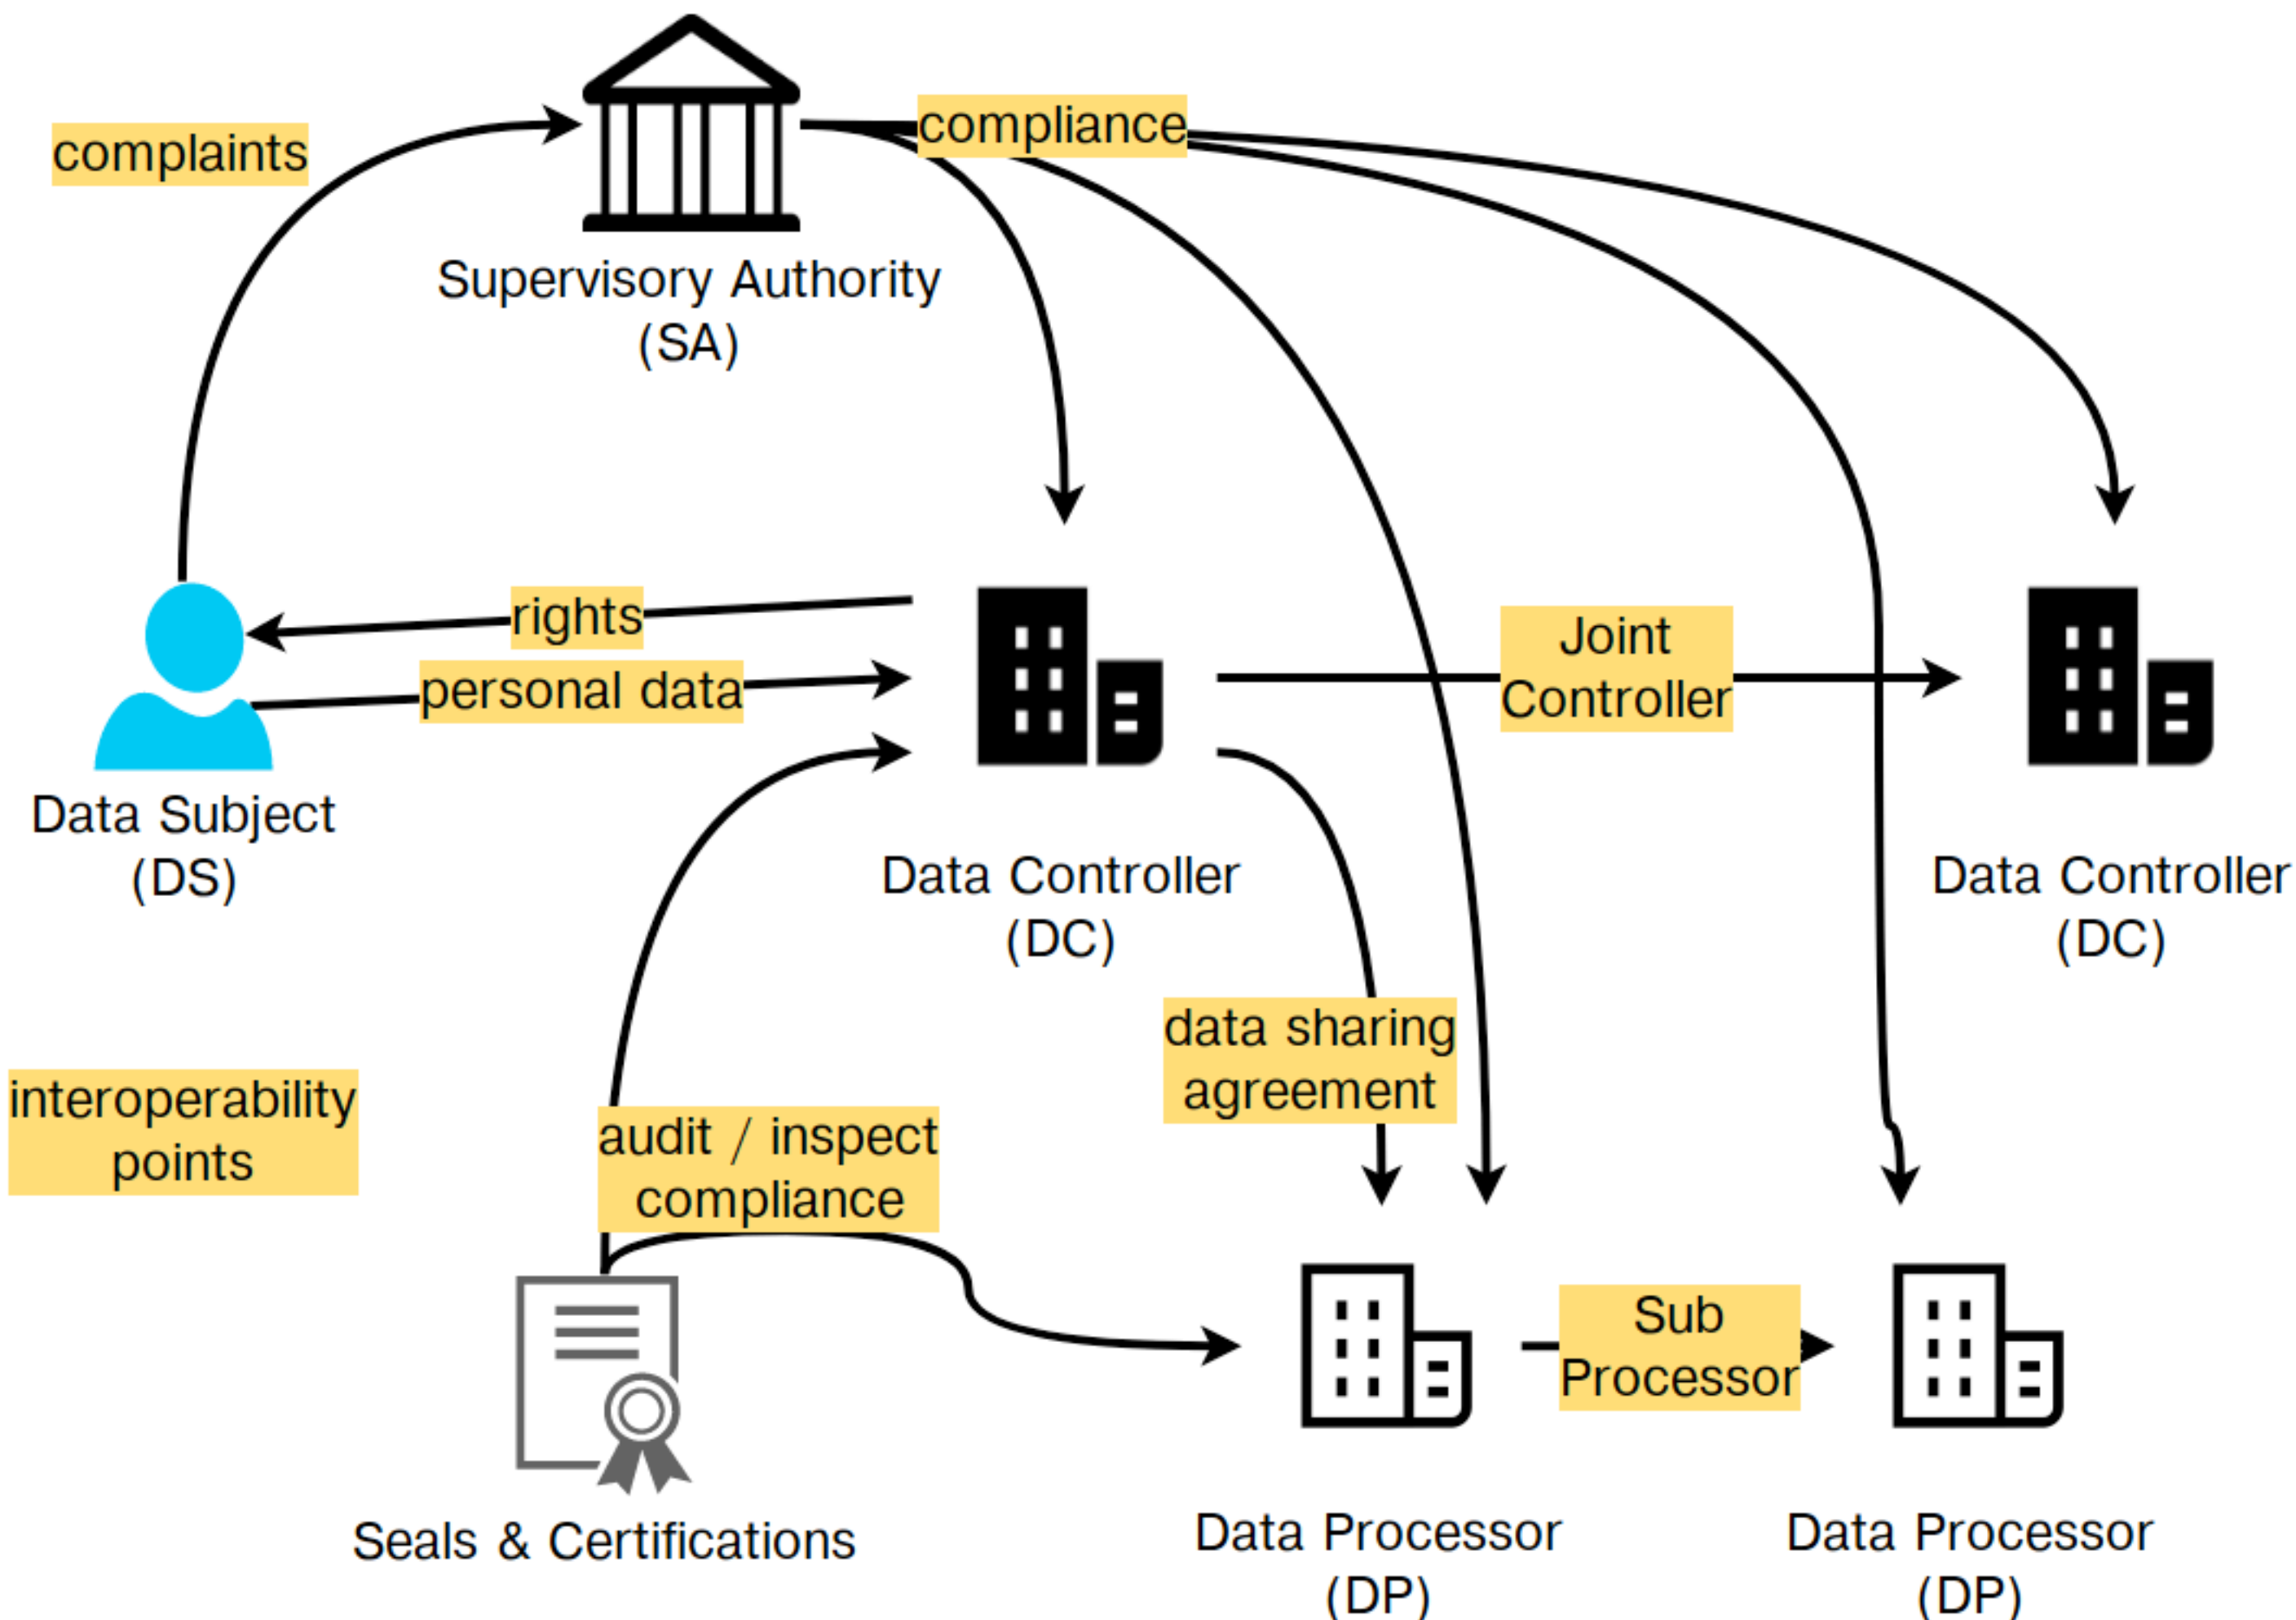 complaints
compliance
Supervisory Authority
(SA)
rights
personal data
Joint
Controller
Data Subject
(DS)
Data Controller
(DC)
Data Controller
(DC)
data sharing
agreement
interoperability
points
audit / inspect
compliance
Sub
Processor
Seals & Certifications
Data Processor
(DP)
Data Processor
(DP)